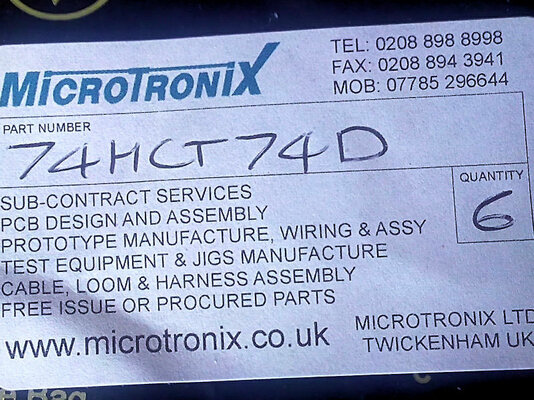 MICROTRONIX
TEL: 0208 898 8998
FAX: 0208 894 3941
MOB: 07785 296644
PART NUMBER
74HCT74D
SUB-CONTRACT SERVICES
PCB DESIGN AND ASSEMBLY
PROTOTYPE MANUFACTURE, WIRING & ASSY
TEST EQUIPMENT & JIGS MANUFACTURE
CABLE, LOOM & HARNESS ASSEMBLY
FREE ISSUE OR PROCURED PARTS
QUANTITY
6
www.microtronix.co.uk
MICROTRONIX LTD
TWICKENHAM UK
Bag